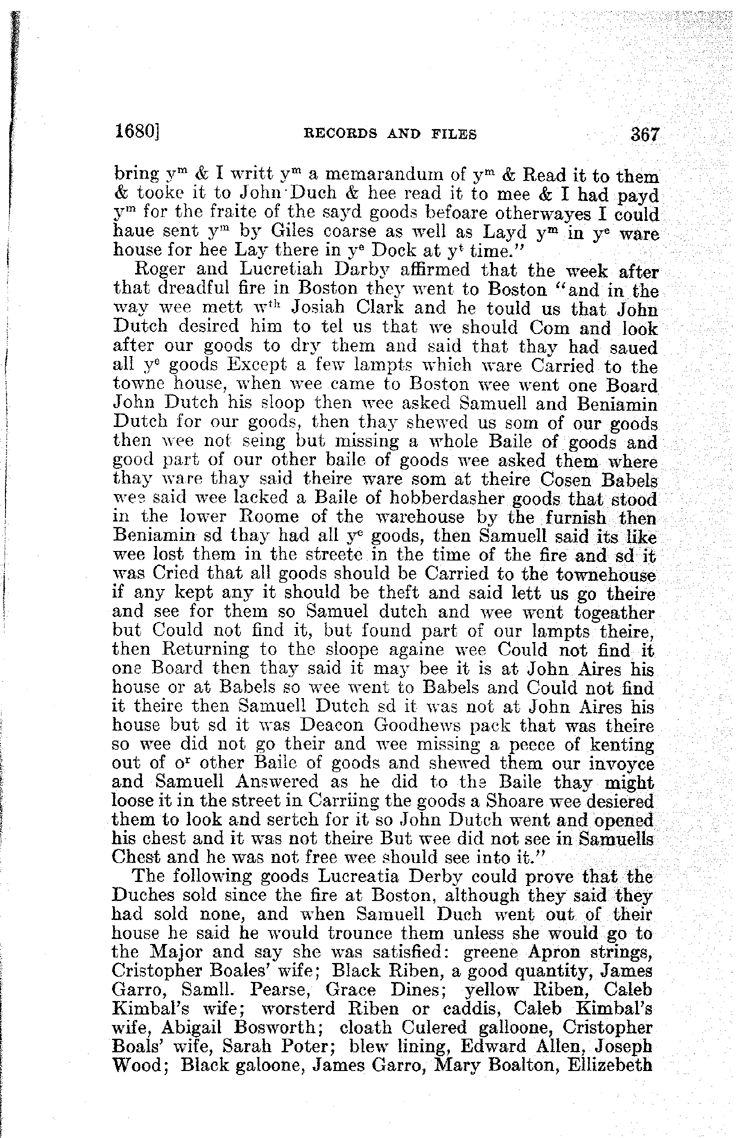 1680] RECORDS AND FILES 367
bring yᵐ & I writt yᵐ a memarandum of yᵐ & Read it to them
& tooke it to John Duch & hee read it to mee & I had payd
yᵐ for the fraite of the sayd goods befoare otherwayes I could
haue sent yᵐ by Giles coarse as well as Layd yᵐ in yᵉ ware
house for hee Lay there in yᵉ Dock at yᵗ time."
Roger and Lucretiah Darby affirmed that the week after
that dreadful fire in Boston they went to Boston "and in the
way wee mett wᵗʰ Josiah Clark and he tould us that John
Dutch desired him to tel us that we should Com and look
after our goods to dry them and said that thay had saued
all yᵉ goods Except a few lampts which ware Carried to the
towne house, when wee came to Boston wee went one Board
John Dutch his sloop then wee asked Samuell and Beniamin
Dutch for our goods, then thay shewed us som of our goods
then wee not seing but missing a whole Baile of goods and
good part of our other baile of goods wee asked them where
thay ware thay said theire ware som at theire Cosen Babels
wee said wee lacked a Baile of hobberdasher goods that stood
in the lower Roome of the warehouse by the furnish then
Beniamin sd thay had all yᵉ goods, then Samuell said its like
wee lost them in the streete in the time of the fire and sd it
was Cried that all goods should be Carried to the townehouse
if any kept any it should be theft and said lett us go theire
and see for them so Samuel dutch and wee went togeather
but Could not find it, but found part of our lampts theire,
then Returning to the sloope againe wee Could not find it
one Board then thay said it may bee it is at John Aires his
house or at Babels so wee went to Babels and Could not find
it theire then Samuell Dutch sd it was not at John Aires his
house but sd it was Deacon Goodhews pack that was theire
so wee did not go their and wee missing a peece of kenting
out of oʳ other Baile of goods and shewed them our invoyce
and Samuell Answered as he did to the Baile thay might
loose it in the street in Carriing the goods a Shoare wee desiered
them to look and sertch for it so John Dutch went and opened
his chest and it was not theire But wee did not see in Samuells
Chest and he was not free wee should see into it."
The following goods Lucreatia Derby could prove that the
Duches sold since the fire at Boston, although they said they
had sold none, and when Samuell Duch went out of their
house he said he would trounce them unless she would go to
the Major and say she was satisfied: greene Apron strings,
Cristopher Boales' wife; Black Riben, a good quantity, James
Garro, Samll. Pearse, Grace Dines; yellow Riben, Caleb
Kimbal's wife; worsterd Riben or caddis, Caleb Kimbal's
wife, Abigail Bosworth; cloath Culered galloone, Cristopher
Boals' wife, Sarah Poter; blew lining, Edward Allen, Joseph
Wood; Black galoone, James Garro, Mary Boalton, Ellizebeth